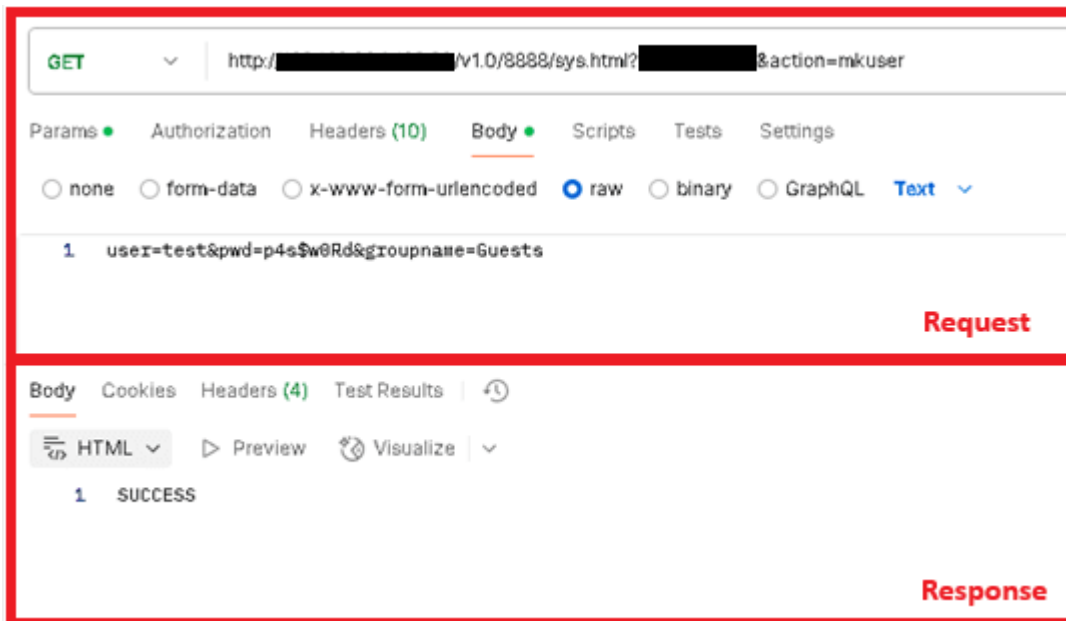 GET http:/ /v1.0/8888/sys.html? &action=mkuser
Params Authorization Headers (10) Body Scripts Tests Settings
none form-data x-www-form-urlencoded raw binary GraphQL Text
1 user=test&pwd=p4s$w0Rd&groupname=Guests
Request
Body Cookies Headers (4) Test Results
HTML Preview Visualize
1 SUCCESS
Response